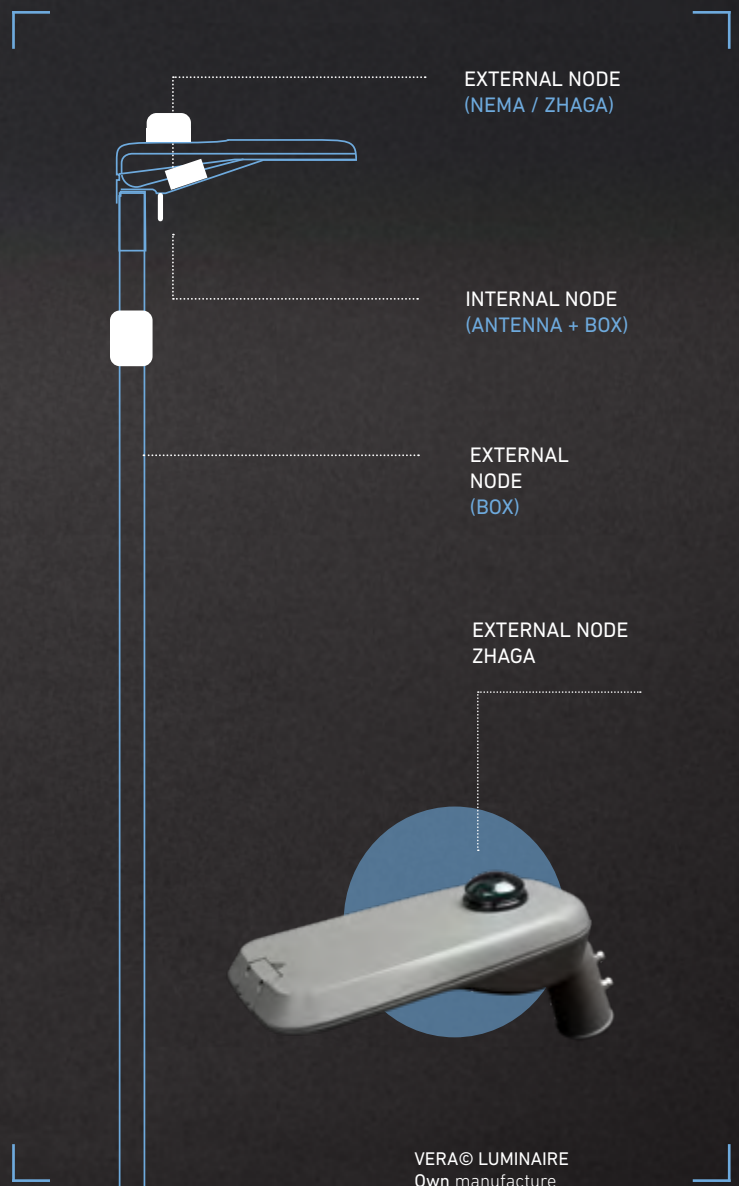 EXTERNAL NODE
(NEMA / ZHAGA)
INTERNAL NODE
(ANTENNA + BOX)
EXTERNAL
NODE
(BOX)
EXTERNAL NODE
ZHAGA
VERA© LUMINAIRE
Own manufacture